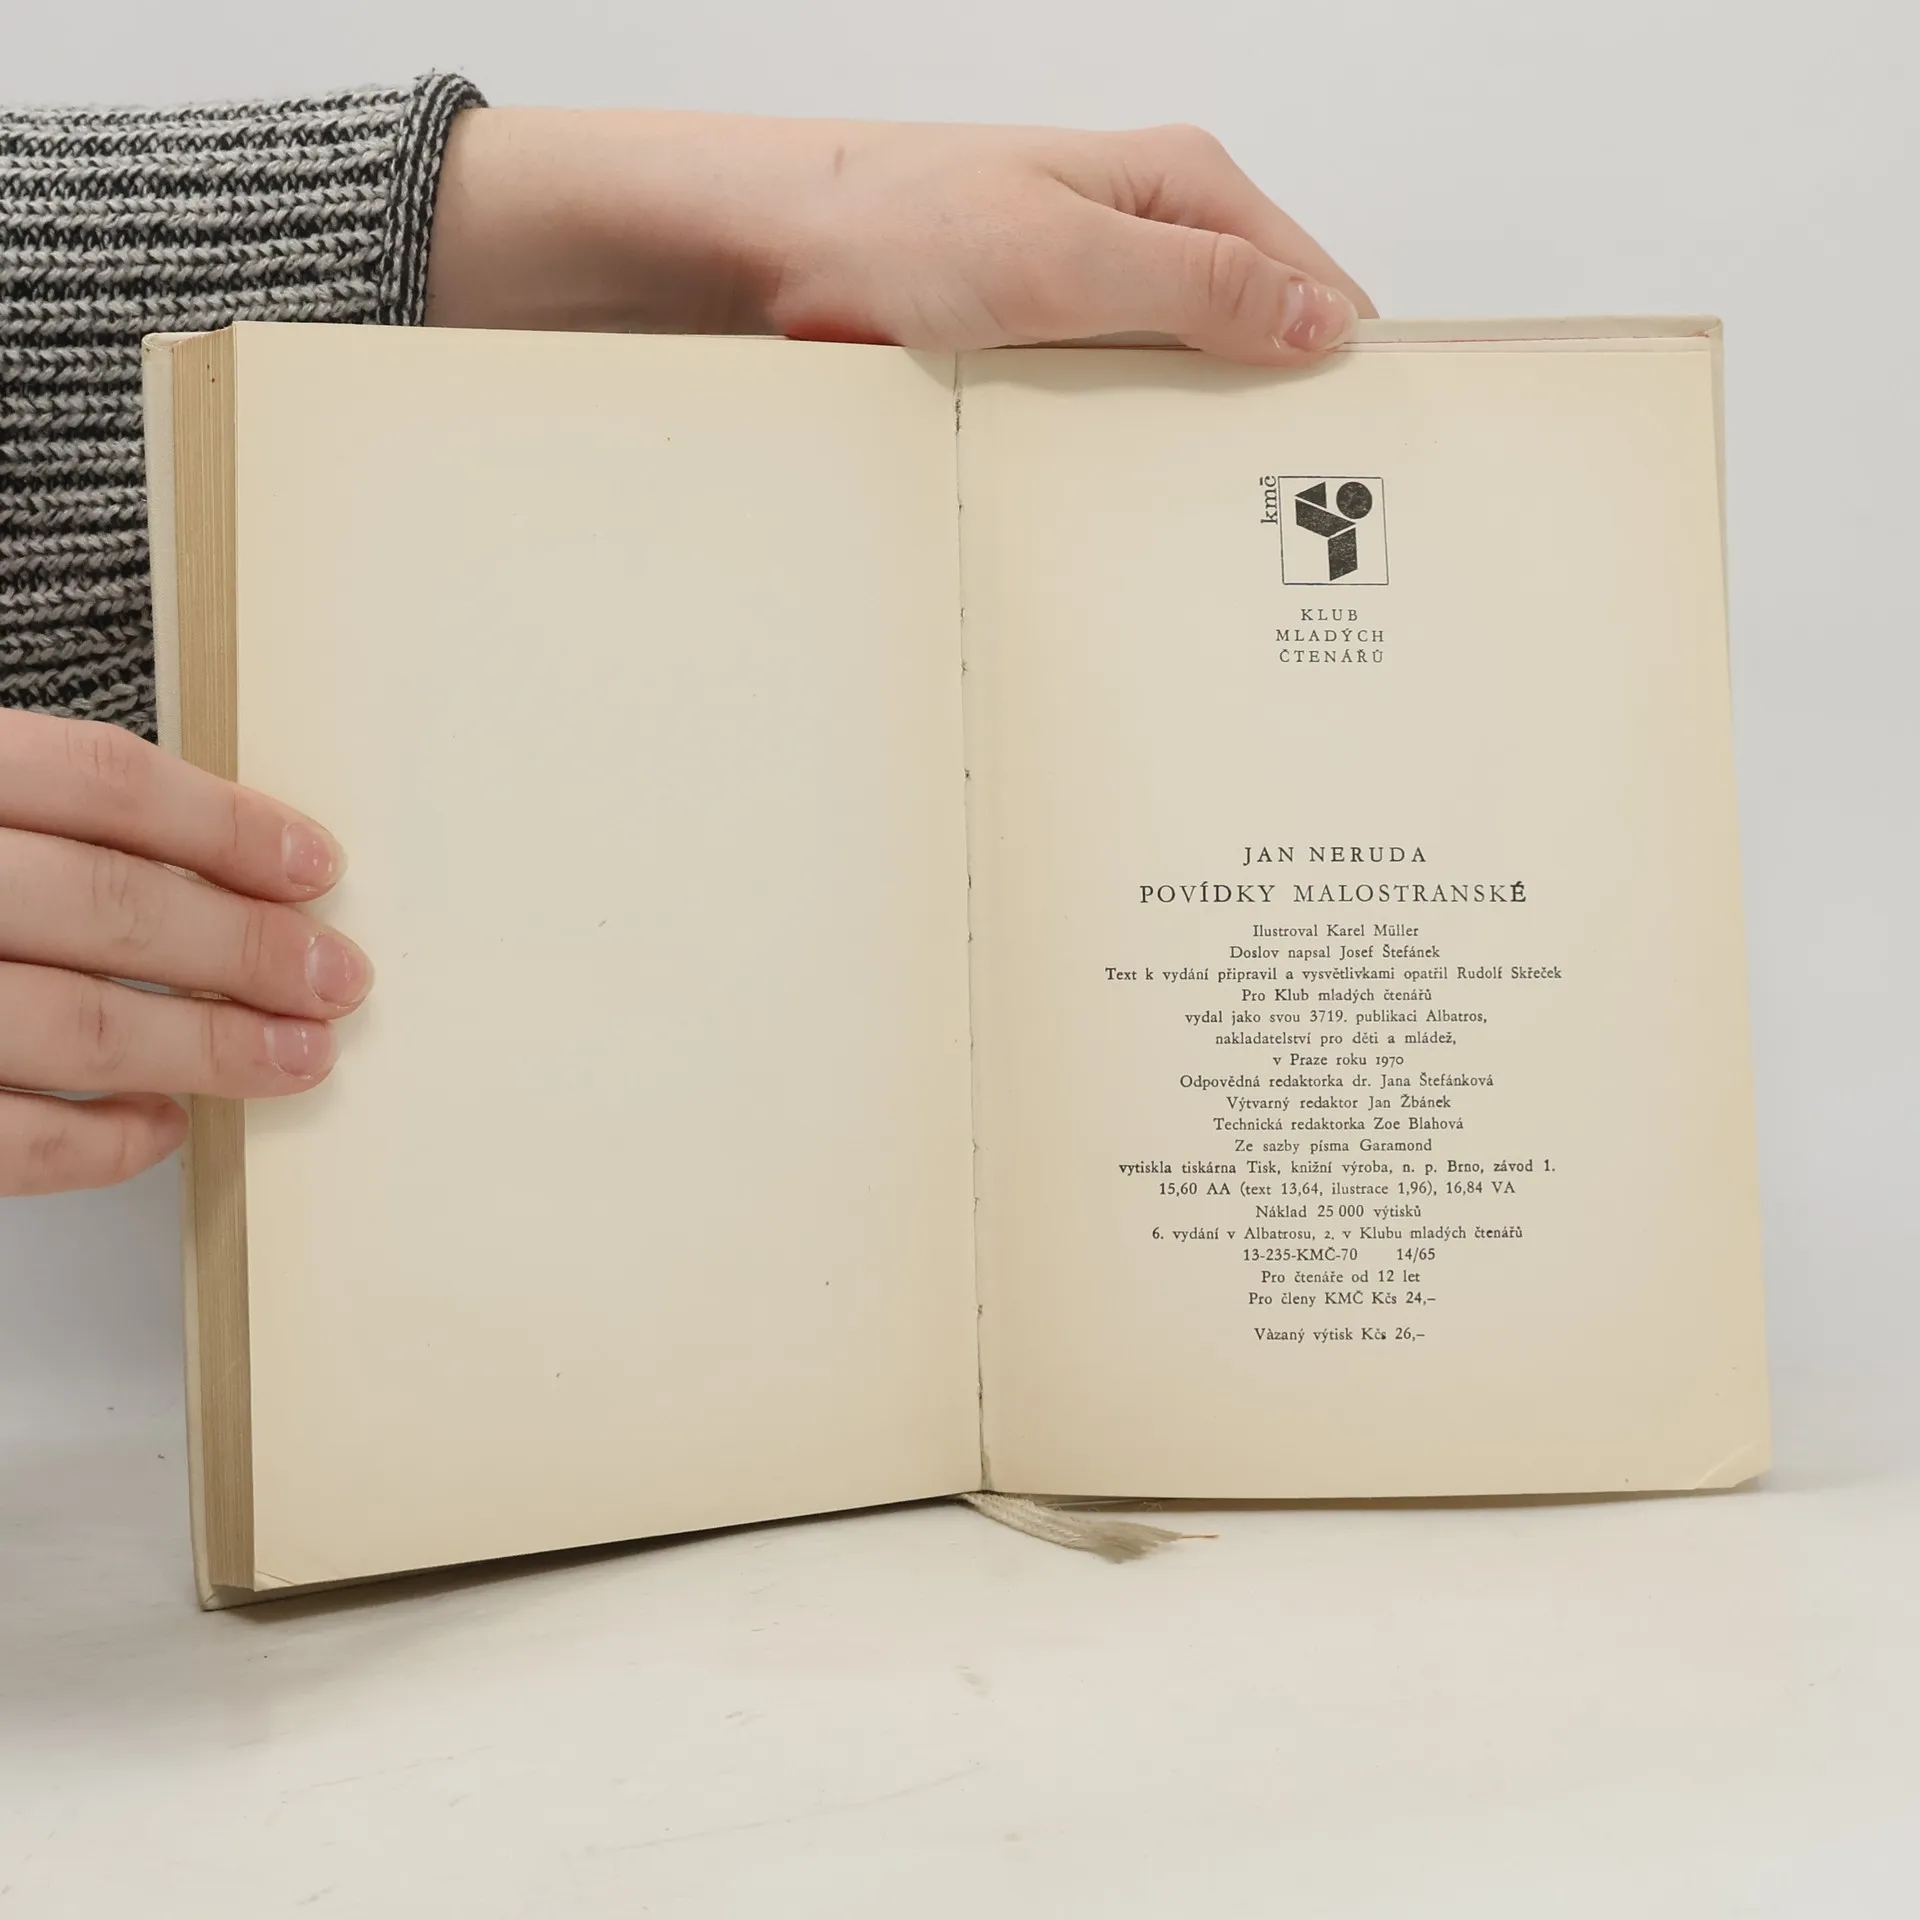 kmč
KLUB
MLADÝCH
ČTENÁŘŮ
JAN NERUDA
POVÍDKY MALOSTRANSKÉ
Ilustroval Karel Müller
Doslov napsal Josef Štefánek
Text k vydání připravil a vysvětlivkami opatřil Rudolf Skřeček
Pro Klub mladých čtenářů
vydal jako svou 3719. publikaci Albatros,
nakladatelství pro děti a mládež,
v Praze roku 1970
Odpovědná redaktorka dr. Jana Štefánková
Výtvarný redaktor Jan Žbánek
Technická redaktorka Zoe Blahová
Ze sazby písma Garamond
vytiskla tiskárna Tisk, knižní výroba, n. p. Brno, závod 1.
15,60 AA (text 13,64, ilustrace 1,96), 16,84 VA
Náklad 25 000 výtisků
6. vydání v Albatrosu, 2. v Klubu mladých čtenářů
13-235-KMČ-70 14/65
Pro čtenáře od 12 let
Pro členy KMČ Kčs 24,–
Vàzaný výtisk Kčs 26,–